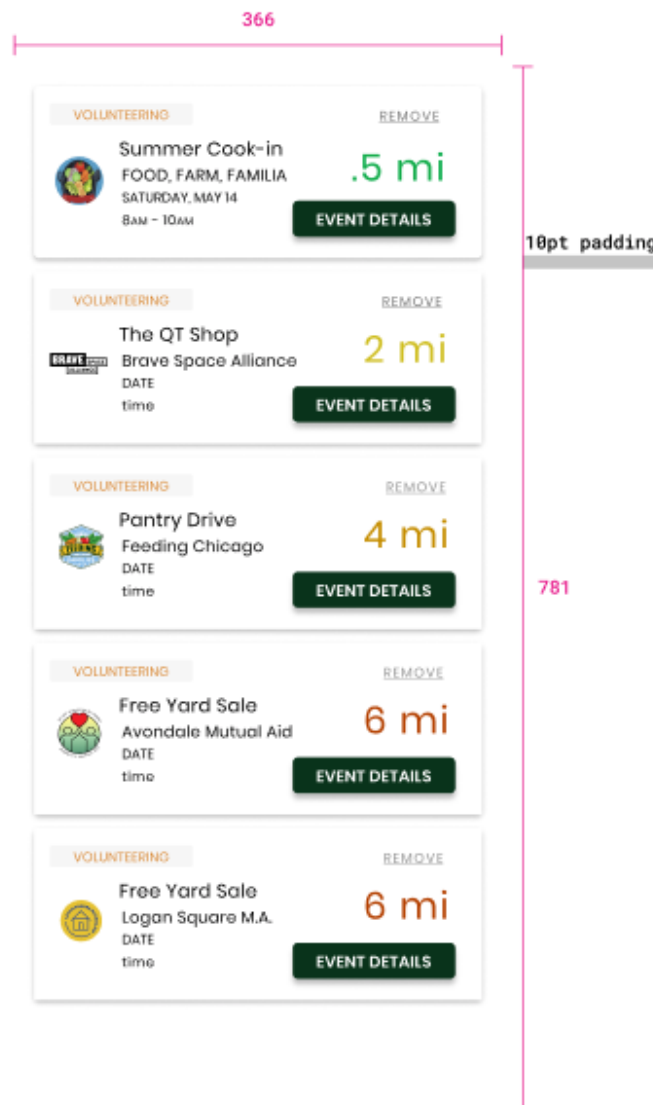 366
VOLUNTEERING
REMOVE
Summer Cook-in
.5 mi
FOOD, FARM, FAMILIA
SATURDAY, MAY 14
8AM - 10AM
EVENT DETAILS
10pt padding
VOLUNTEERING
REMOVE
The QT Shop
2 mi
BRAVE
Brave Space Alliance
DATE
time
EVENT DETAILS
VOLUNTEERING
REMOVE
Pantry Drive
4 mi
Feeding Chicago
DATE
time
EVENT DETAILS
781
VOLUNTEERING
REMOVE
Free Yard Sale
6 mi
Avondale Mutual Aid
DATE
time
EVENT DETAILS
VOLUNTEERING
REMOVE
Free Yard Sale
6 mi
Logan Square M.A.
DATE
time
EVENT DETAILS